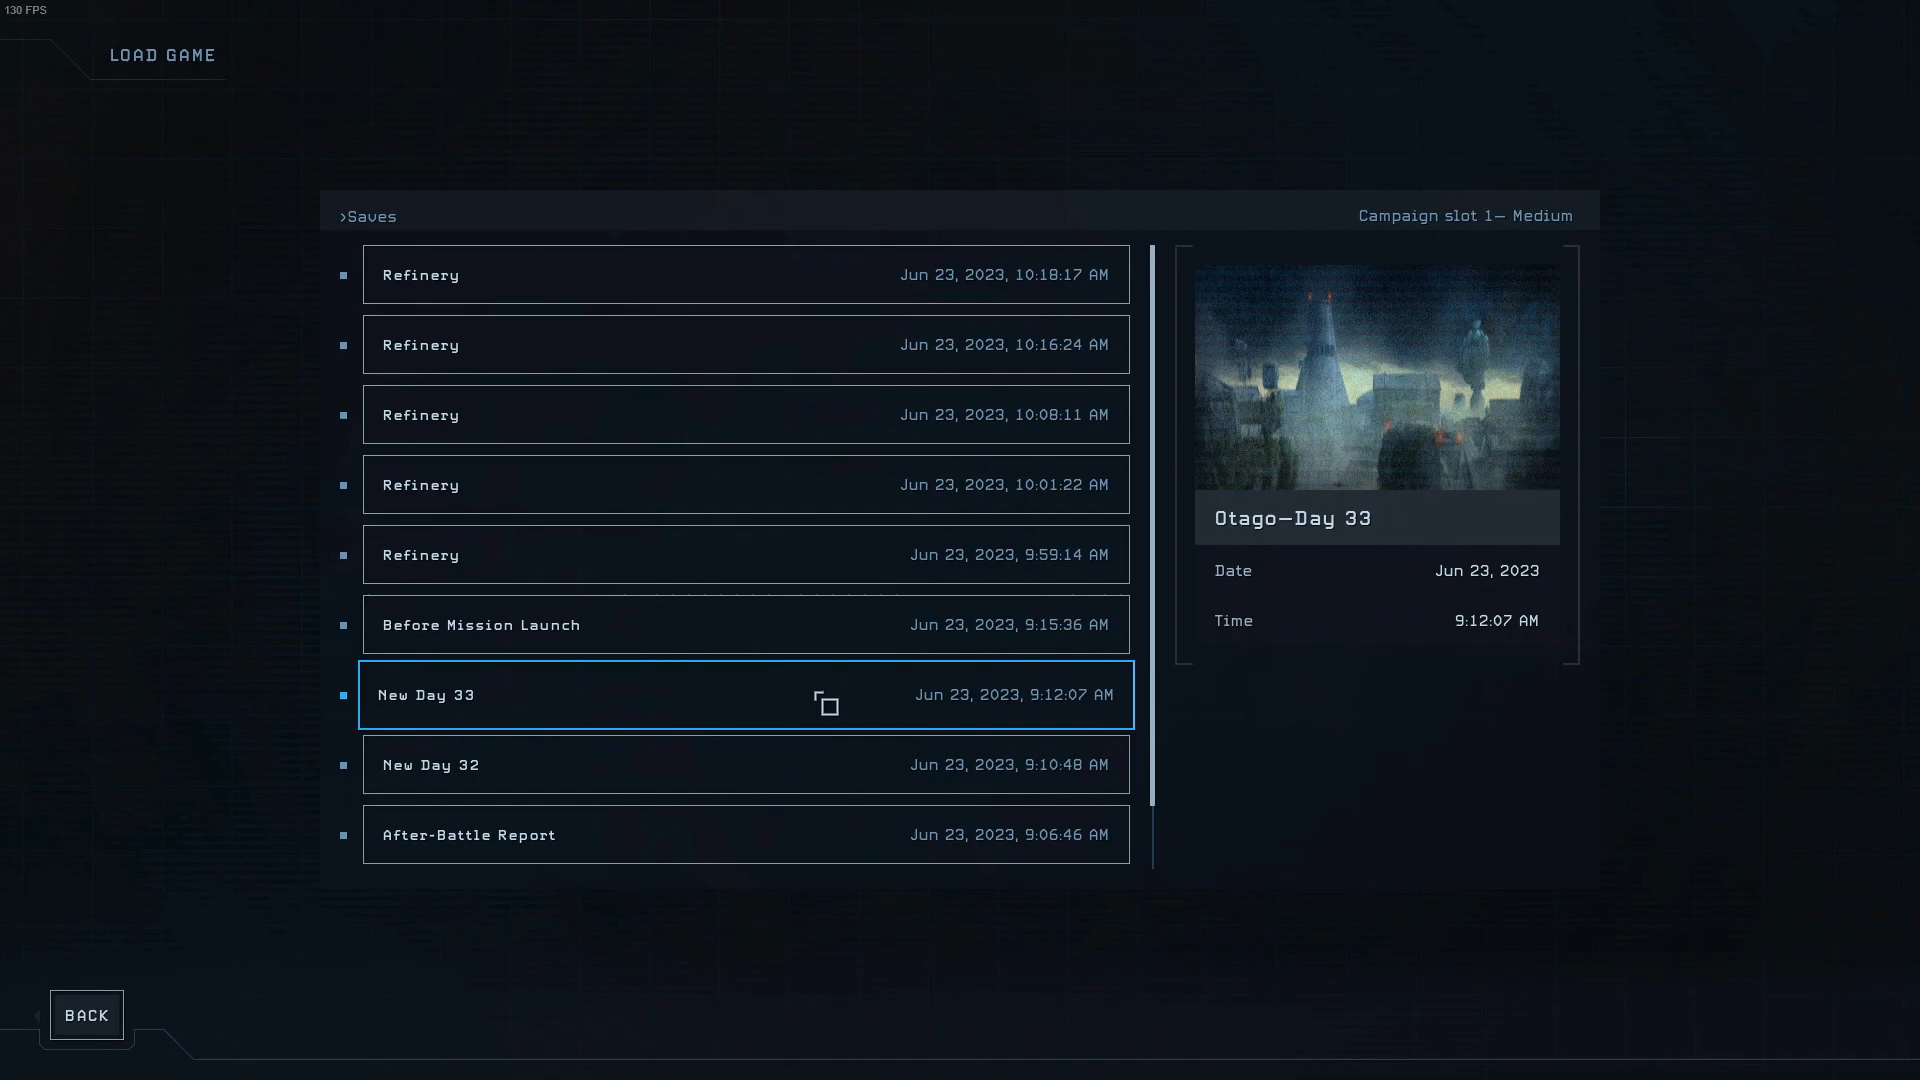 130 FPS
LOAD GAME
›Saves
Campaign slot 1— Medium
Refinery Jun 23, 2023, 10:18:17 AM
Refinery Jun 23, 2023, 10:16:24 AM
Refinery Jun 23, 2023, 10:08:11 AM
Refinery Jun 23, 2023, 10:01:22 AM
Refinery Jun 23, 2023, 9:59:14 AM
Before Mission Launch Jun 23, 2023, 9:15:36 AM
New Day 33 Jun 23, 2023, 9:12:07 AM
New Day 32 Jun 23, 2023, 9:10:48 AM
After-Battle Report Jun 23, 2023, 9:06:46 AM
Otago—Day 33
Date Jun 23, 2023
Time 9:12:07 AM
BACK